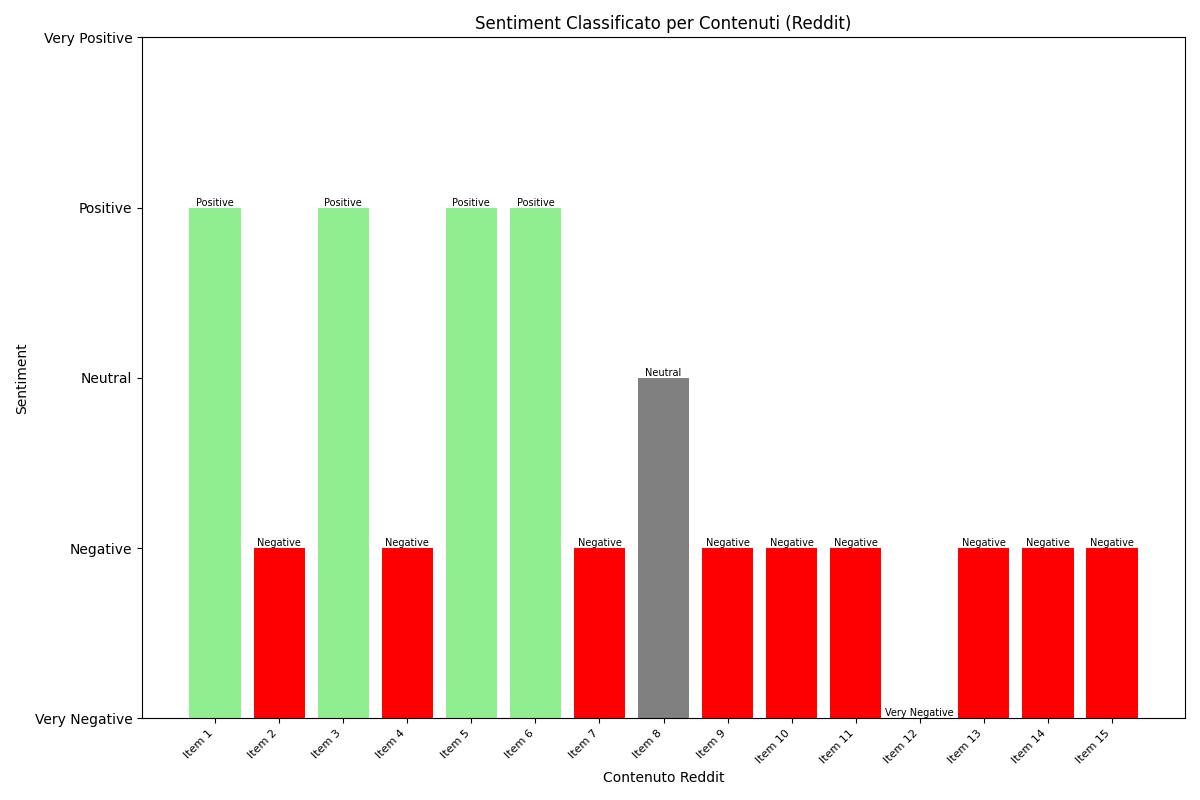 Sentiment Classificato per Contenuti (Reddit)
Very Positive
Positive
Neutral
Negative
Very Negative
Sentiment
Positive
Negative
Positive
Negative
Positive
Positive
Negative
Neutral
Negative
Negative
Negative
Very Negative
Negative
Negative
Negative
Item 1
Item 2
Item 3
Item 4
Item 5
Item 6
Item 7
Item 8
Item 9
Item 10
Item 11
Item 12
Item 13
Item 14
Item 15
Contenuto Reddit